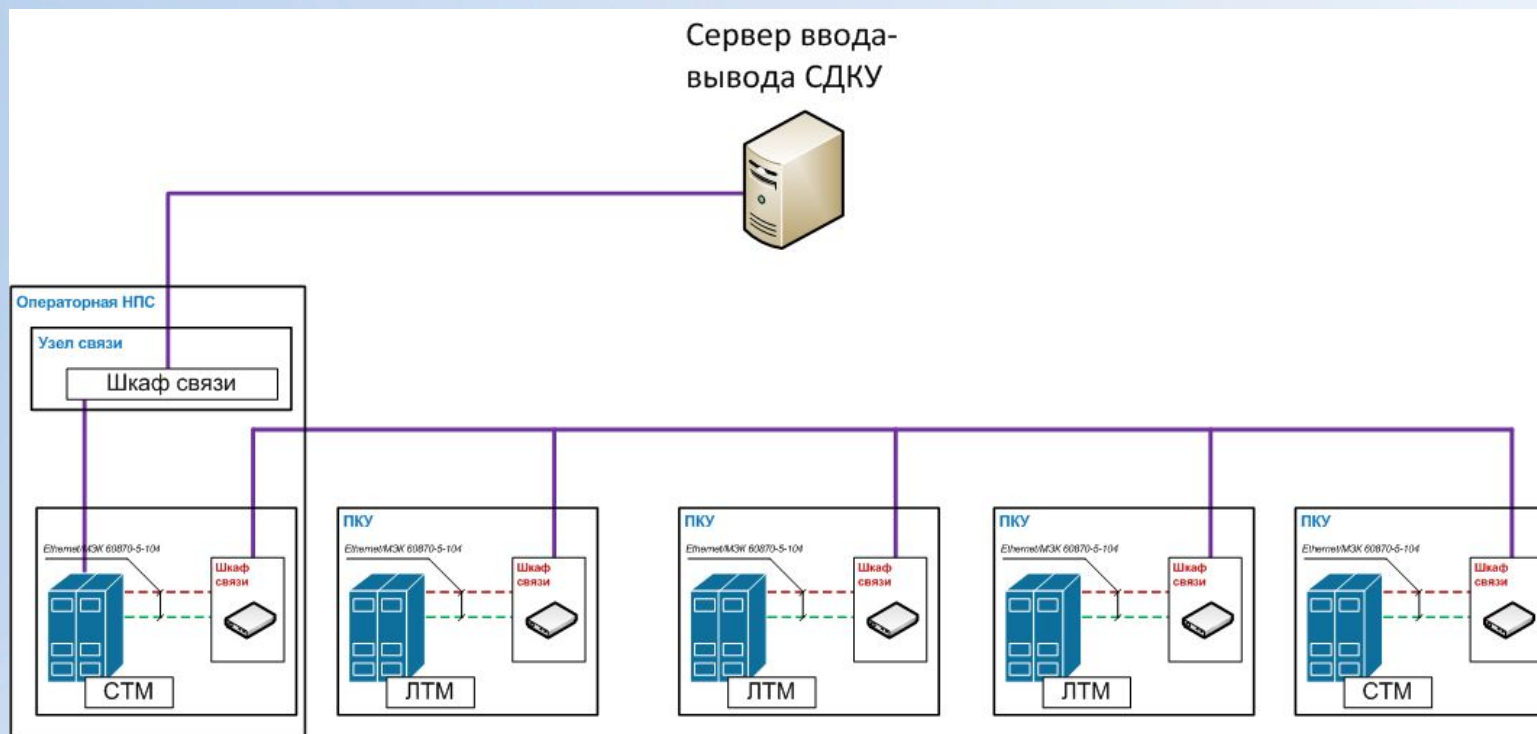 Сервер ввода-
вывода СДКУ
Операторная НПС
Узел связи
Шкаф связи
Ethernet/МЭК 60870-5-104
Шкаф
связи
СТМ
ПКУ
Ethernet/МЭК 60870-5-104
Шкаф
связи
ЛТМ
ПКУ
Ethernet/МЭК 60870-5-104
Шкаф
связи
ЛТМ
ПКУ
Ethernet/МЭК 60870-5-104
Шкаф
связи
ЛТМ
ПКУ
Ethernet/МЭК 60870-5-104
Шкаф
связи
СТМ